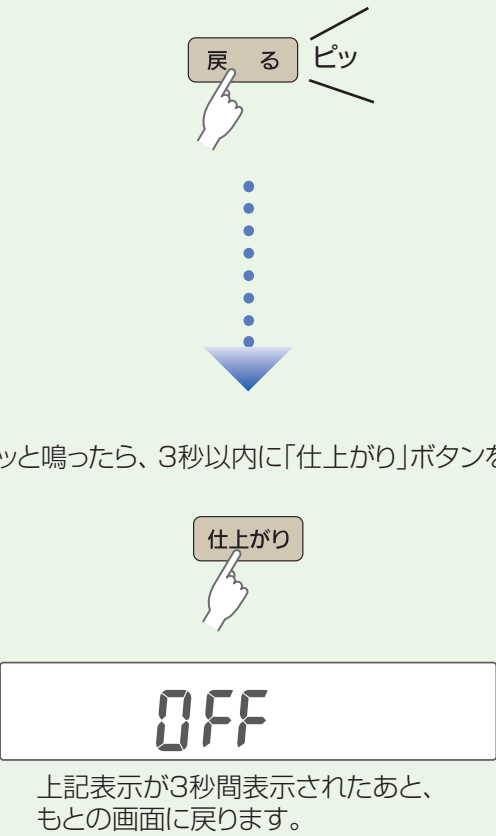 戻 る ピッ
ッと鳴ったら、3秒以内に「仕上がり」ボタンを
仕上がり
OFF
上記表示が3秒間表示されたあと、
もとの画面に戻ります。